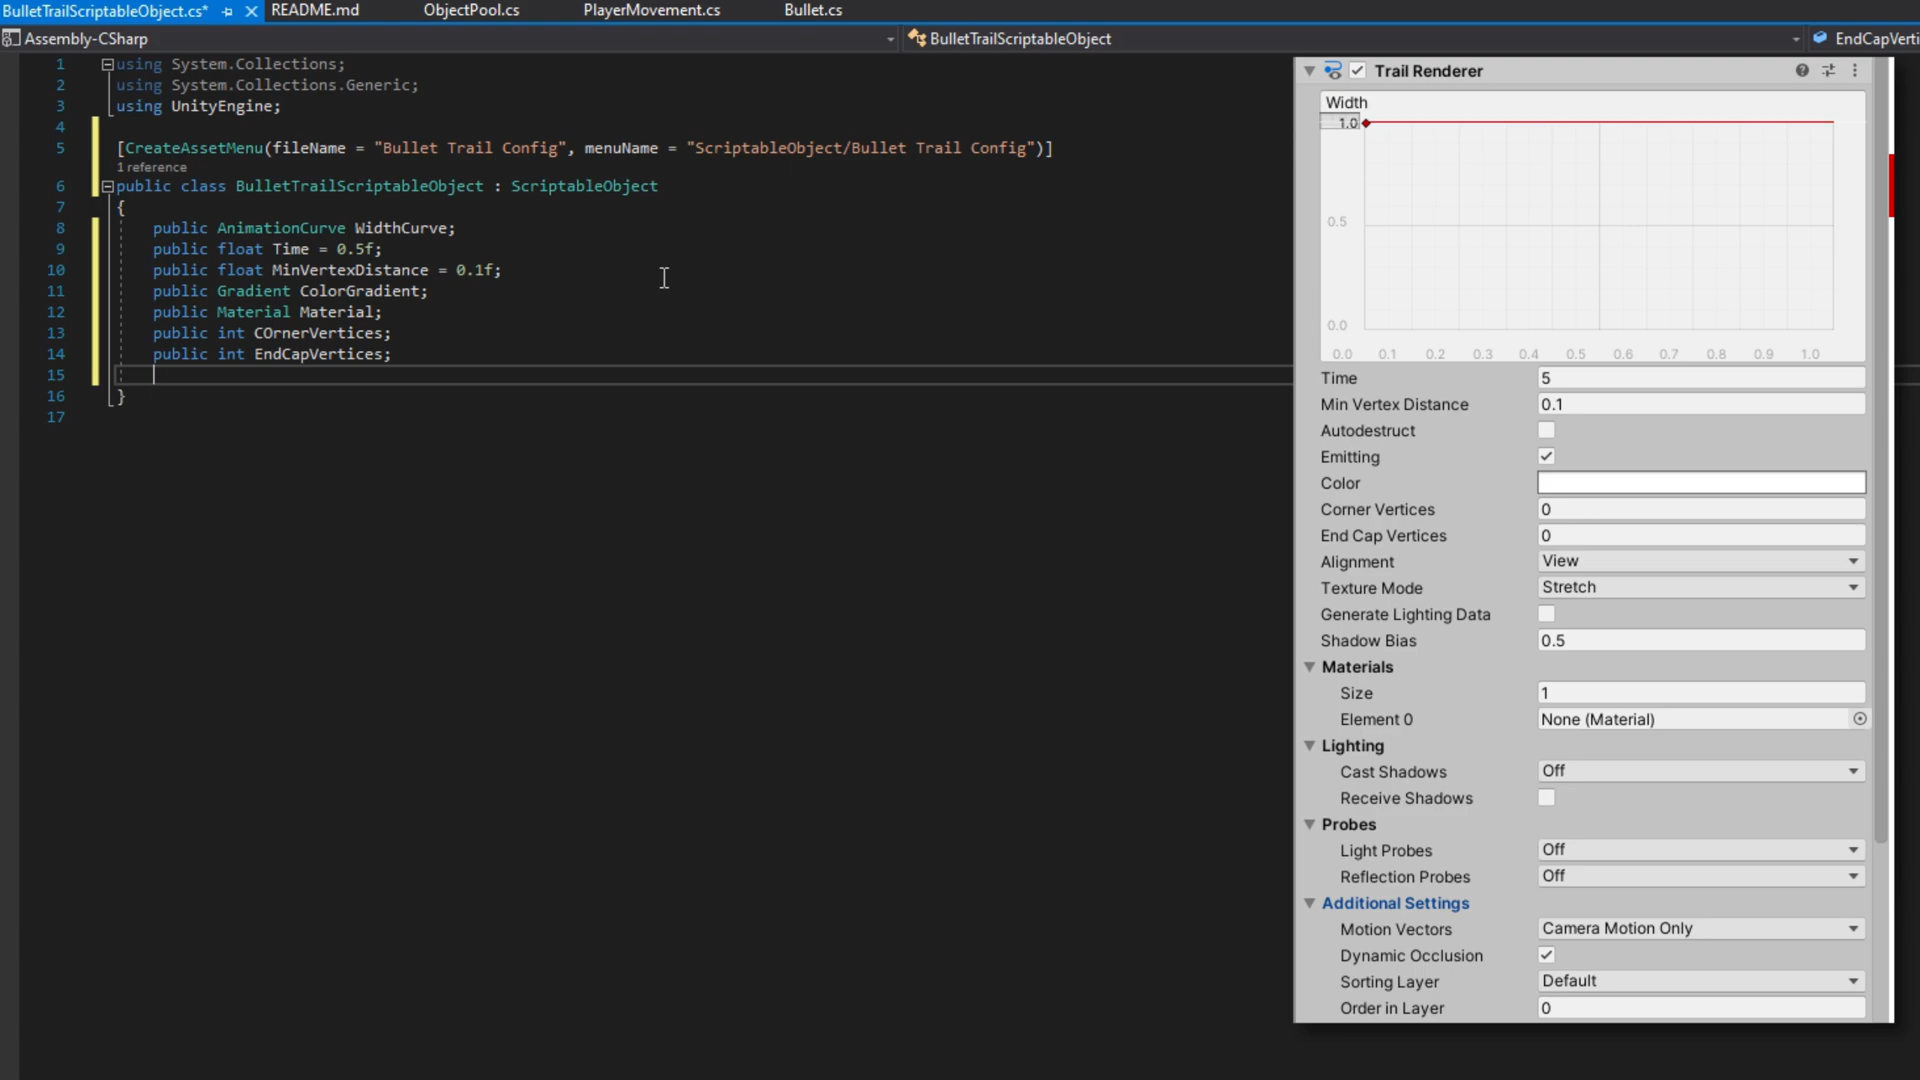 BulletTrailScriptableObject.cs*
README.md
ObjectPool.cs
PlayerMovement.cs
Bullet.cs
Assembly-CSharp
BulletTrailScriptableObject
EndCapVerti
1 using System.Collections;
2 using System.Collections.Generic;
3 using UnityEngine;
4
5 [CreateAssetMenu(fileName = "Bullet Trail Config", menuName = "ScriptableObject/Bullet Trail Config")]
1 reference
6 public class BulletTrailScriptableObject : ScriptableObject
7 {
8 public AnimationCurve WidthCurve;
9 public float Time = 0.5f;
10 public float MinVertexDistance = 0.1f;
11 public Gradient ColorGradient;
12 public Material Material;
13 public int COrnerVertices;
14 public int EndCapVertices;
15
16 }
17
Trail Renderer
Width
1.0
0.5
0.0
0.0 0.1 0.2 0.3 0.4 0.5 0.6 0.7 0.8 0.9 1.0
Time 5
Min Vertex Distance 0.1
Autodestruct
Emitting
Color
Corner Vertices 0
End Cap Vertices 0
Alignment View
Texture Mode Stretch
Generate Lighting Data
Shadow Bias 0.5
Materials
Size 1
Element 0 None (Material)
Lighting
Cast Shadows Off
Receive Shadows
Probes
Light Probes Off
Reflection Probes Off
Additional Settings
Motion Vectors Camera Motion Only
Dynamic Occlusion
Sorting Layer Default
Order in Layer 0